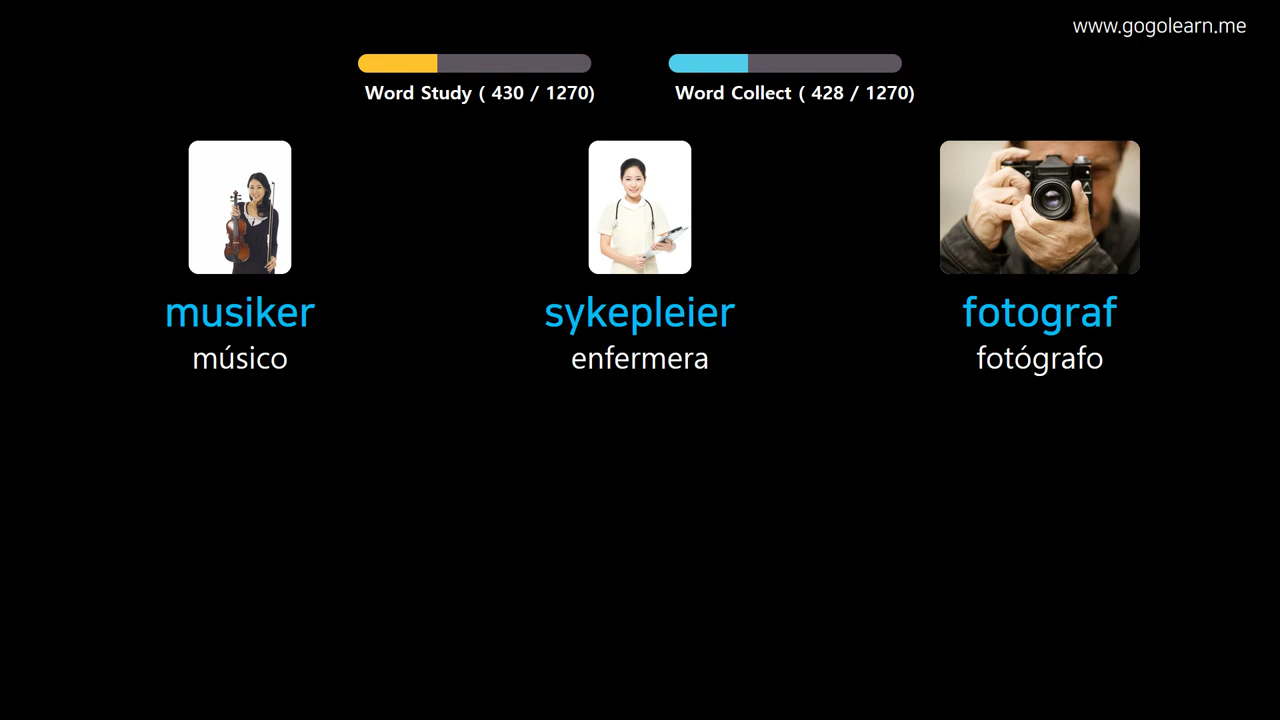 www.gogolearn.me
Word Study ( 430 / 1270)
Word Collect ( 428 / 1270)
musiker
músico
sykepleier
enfermera
fotograf
fotógrafo